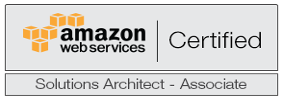 amazon
webservices
Certified
Solutions Architect - Associate